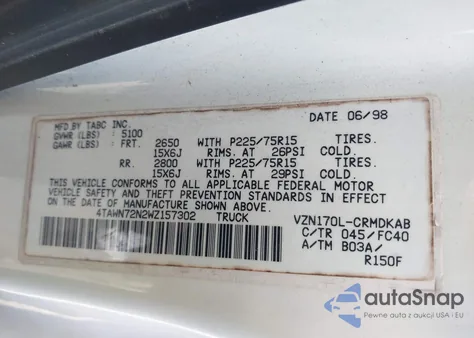 MFD BY TABC INC. DATE 06/98
GVWR (LBS) : 5100
GAWR (LBS) : FRT. 2650 WITH P225/75R15 TIRES.
15X6J RIMS. AT 26PSI COLD.
RR. 2800 WITH P225/75R15 TIRES.
15X6J RIMS. AT 29PSI COLD.
THIS VEHICLE CONFORMS TO ALL APPLICABLE FEDERAL MOTOR
VEHICLE SAFETY AND THEFT PREVENTION STANDARDS IN EFFECT
ON THE DATE OF MANUFACTURE SHOWN ABOVE.
4TAWN72N2WZ157302 TRUCK VZN170L-CRMDKAB
C/TR 045/FC40
A/TM B03A/
R150F
autoSnap
Pewne auta z aukcji USA i EU